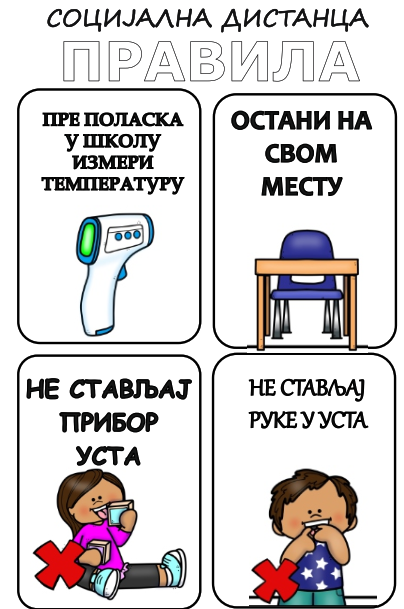 СОЦИЈАЛНА ДИСТАНЦА
ПРАВИЛА
ПРЕ ПОЛАСКА
У ШКОЛУ
ИЗМЕРИ
ТЕМПЕРАТУРУ
ОСТАНИ НА
СВОМ
МЕСТУ
НЕ СТАВЉАЈ
ПРИБОР
УСТА
НЕ СТАВЉАЈ
РУКЕ У УСТА